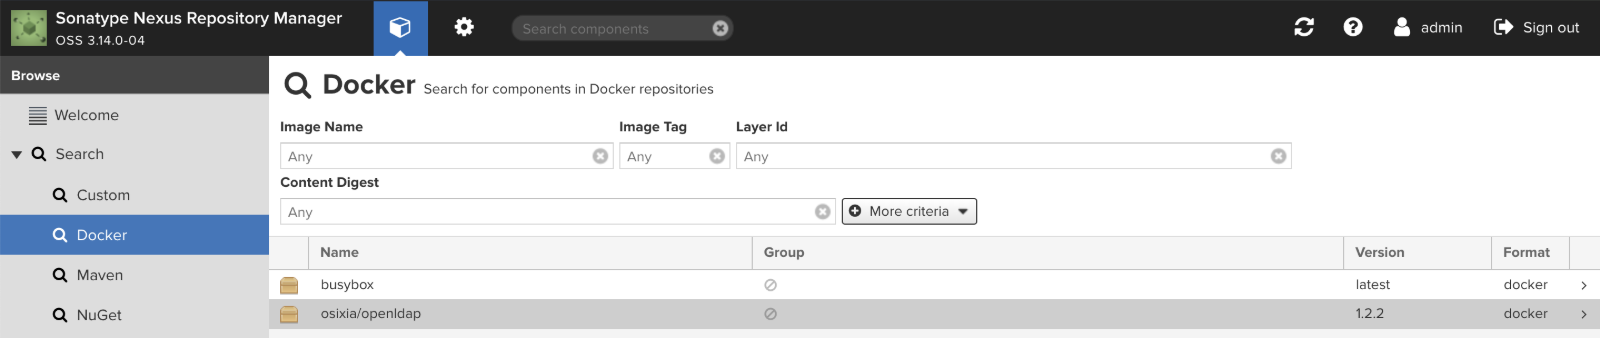 Sonatype Nexus Repository Manager
OSS 3.14.0-04
Search components
admin
Sign out
Browse
Welcome
Search
Custom
Docker
Maven
NuGet
Docker Search for components in Docker repositories
Image Name Image Tag Layer Id
Any Any Any
Content Digest
Any More criteria
Name Group Version Format
busybox latest docker
osixia/openldap 1.2.2 docker